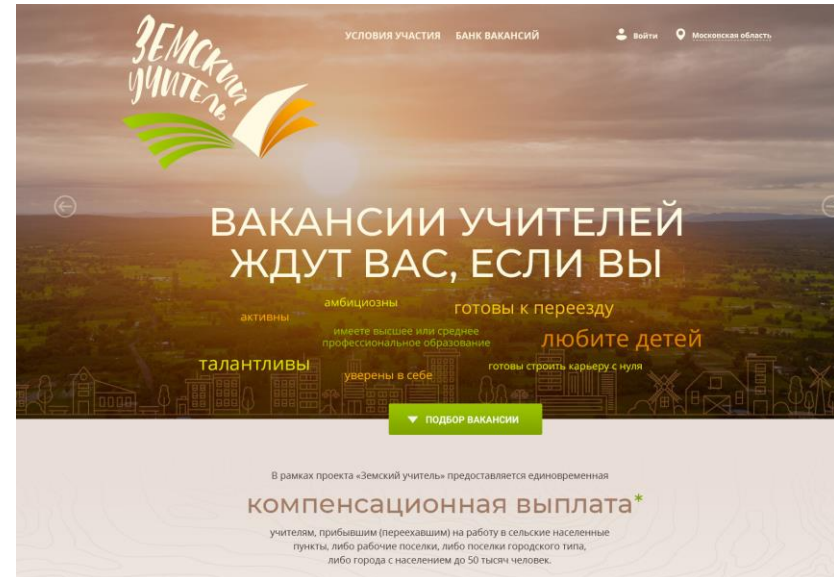 ЗЕМСКИЙ
УЧИТЕЛЬ
УСЛОВИЯ УЧАСТИЯ БАНК ВАКАНСИЙ Войти Московская область
ВАКАНСИИ УЧИТЕЛЕЙ
ЖДУТ ВАС, ЕСЛИ ВЫ
амбициозны
готовы к переезду
активны
имеете высшее или среднее
профессиональное образование
любите детей
талантливы
готовы строить карьеру с нуля
уверены в себе
ПОДБОР ВАКАНСИИ
В рамках проекта «Земский учитель» предоставляется единовременная
компенсационная выплата*
учителям, прибывшим (переехавшим) на работу в сельские населенные
пункты, либо рабочие поселки, либо поселки городского типа,
либо города с населением до 50 тысяч человек.